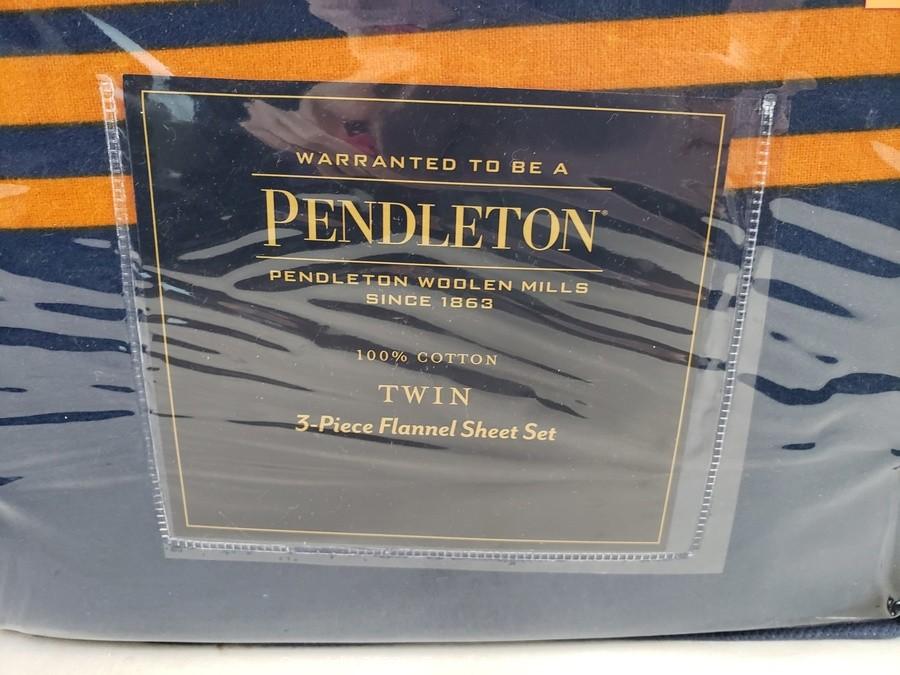 WARRANTED TO BE A
PENDLETON®
PENDLETON WOOLEN MILLS
SINCE 1863
100% COTTON
TWIN
3-Piece Flannel Sheet Set